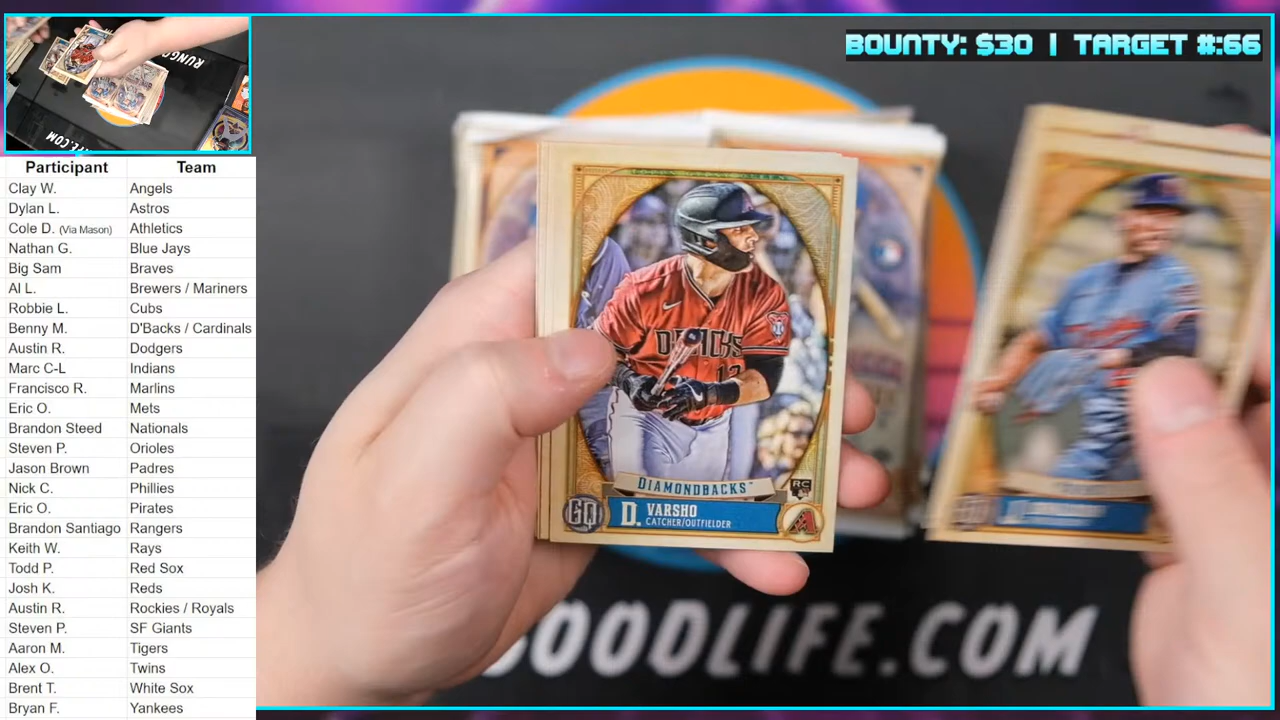 BOUNTY: $30 | TARGET #:66
Participant Team
Clay W. Angels
Dylan L. Astros
Cole D. (Via Mason) Athletics
Nathan G. Blue Jays
Big Sam Braves
Al L. Brewers / Mariners
Robbie L. Cubs
Benny M. D'Backs / Cardinals
Austin R. Dodgers
Marc C-L Indians
Francisco R. Marlins
Eric O. Mets
Brandon Steed Nationals
Steven P. Orioles
Jason Brown Padres
Nick C. Phillies
Eric O. Pirates
Brandon Santiago Rangers
Keith W. Rays
Todd P. Red Sox
Josh K. Reds
Austin R. Rockies / Royals
Steven P. SF Giants
Aaron M. Tigers
Alex O. Twins
Brent T. White Sox
Bryan F. Yankees
DIAMONDBACKS
RC
GQ
D. VARSHO
CATCHER/OUTFIELDER
GOODLIFE.COM